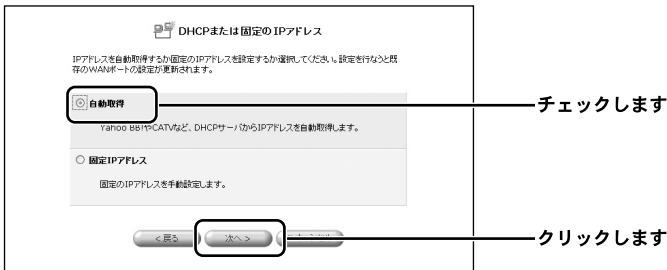 DHCPまたは固定のIPアドレス
IPアドレスを自動取得するか固定のIPアドレスを設定するか選択してください。設定を行なうと既
存のWANポートの設定が更新されます。
自動取得
チェックします
Yahoo BB!やCATVなど、DHCPサーバからIPアドレスを自動取得します。
固定IPアドレス
固定のIPアドレスを手動設定します。
<戻る
次へ>
クリックします